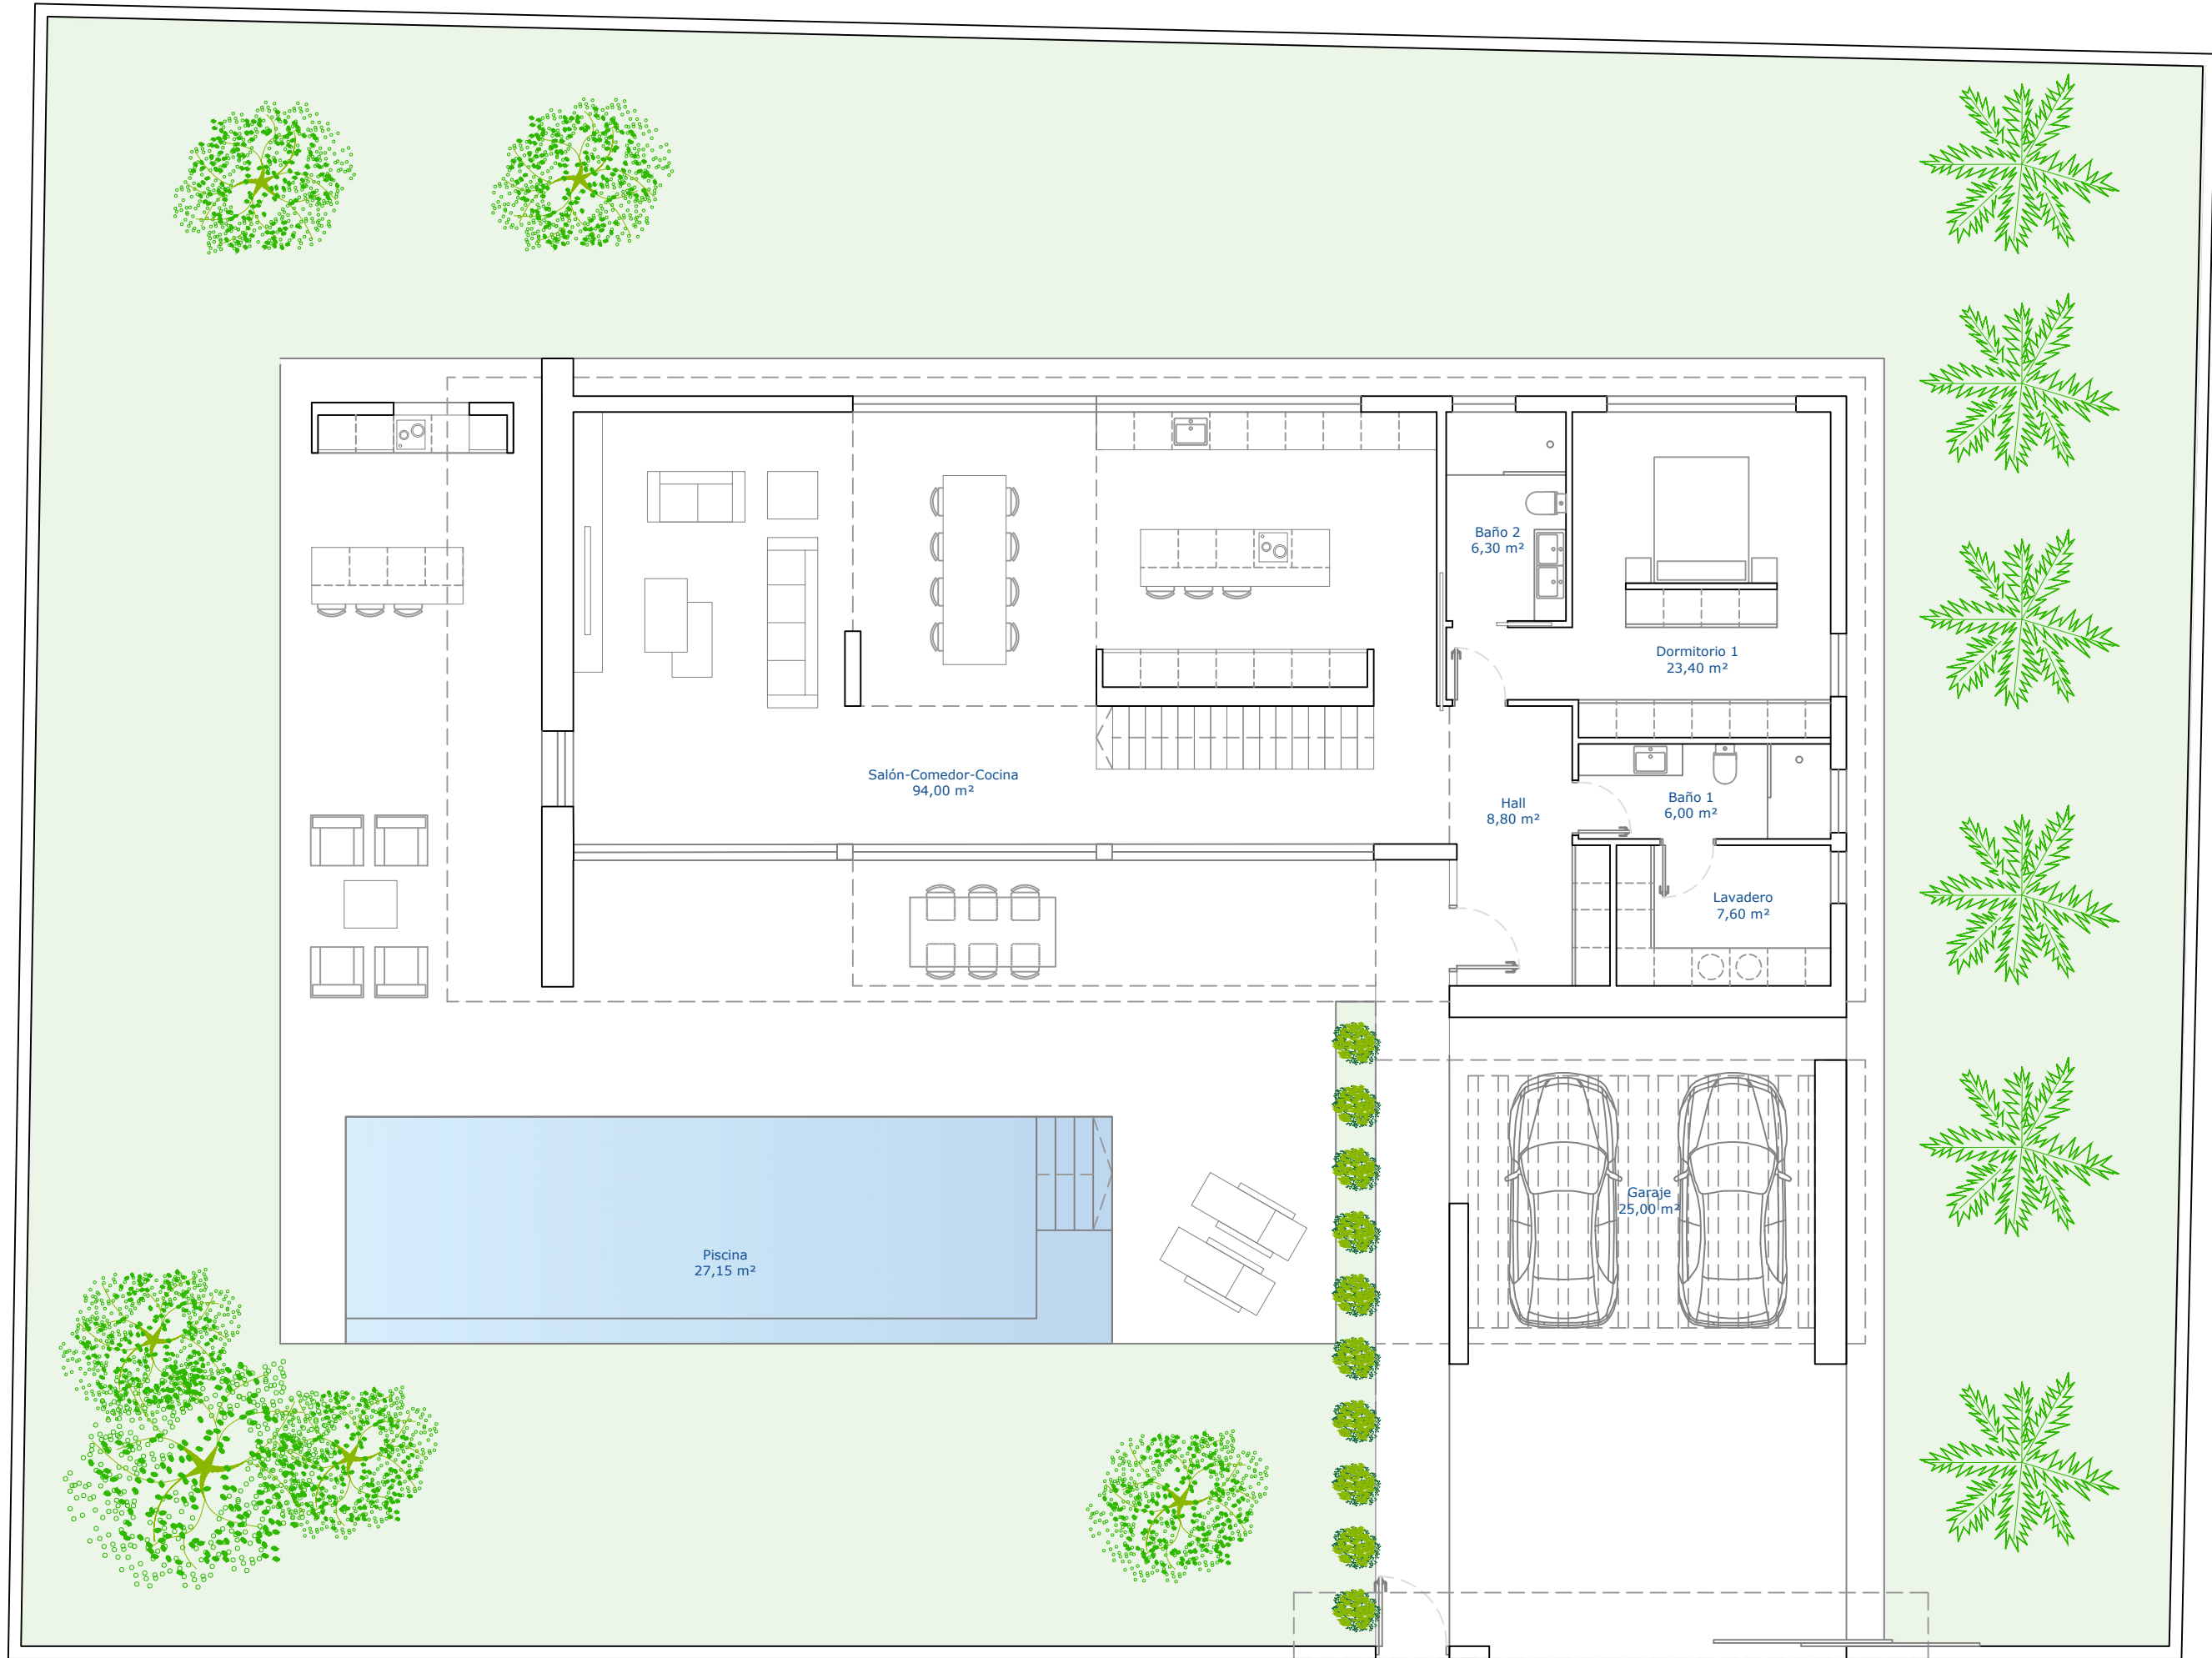 Baño 2
6,30 m²
Dormitorio 1
23,40 m²
Salón-Comedor-Cocina
94,00 m²
Hall
8,80 m²
Baño 1
6,00 m²
Lavadero
7,60 m²
Garaje
25,00 m²
Piscina
27,15 m²